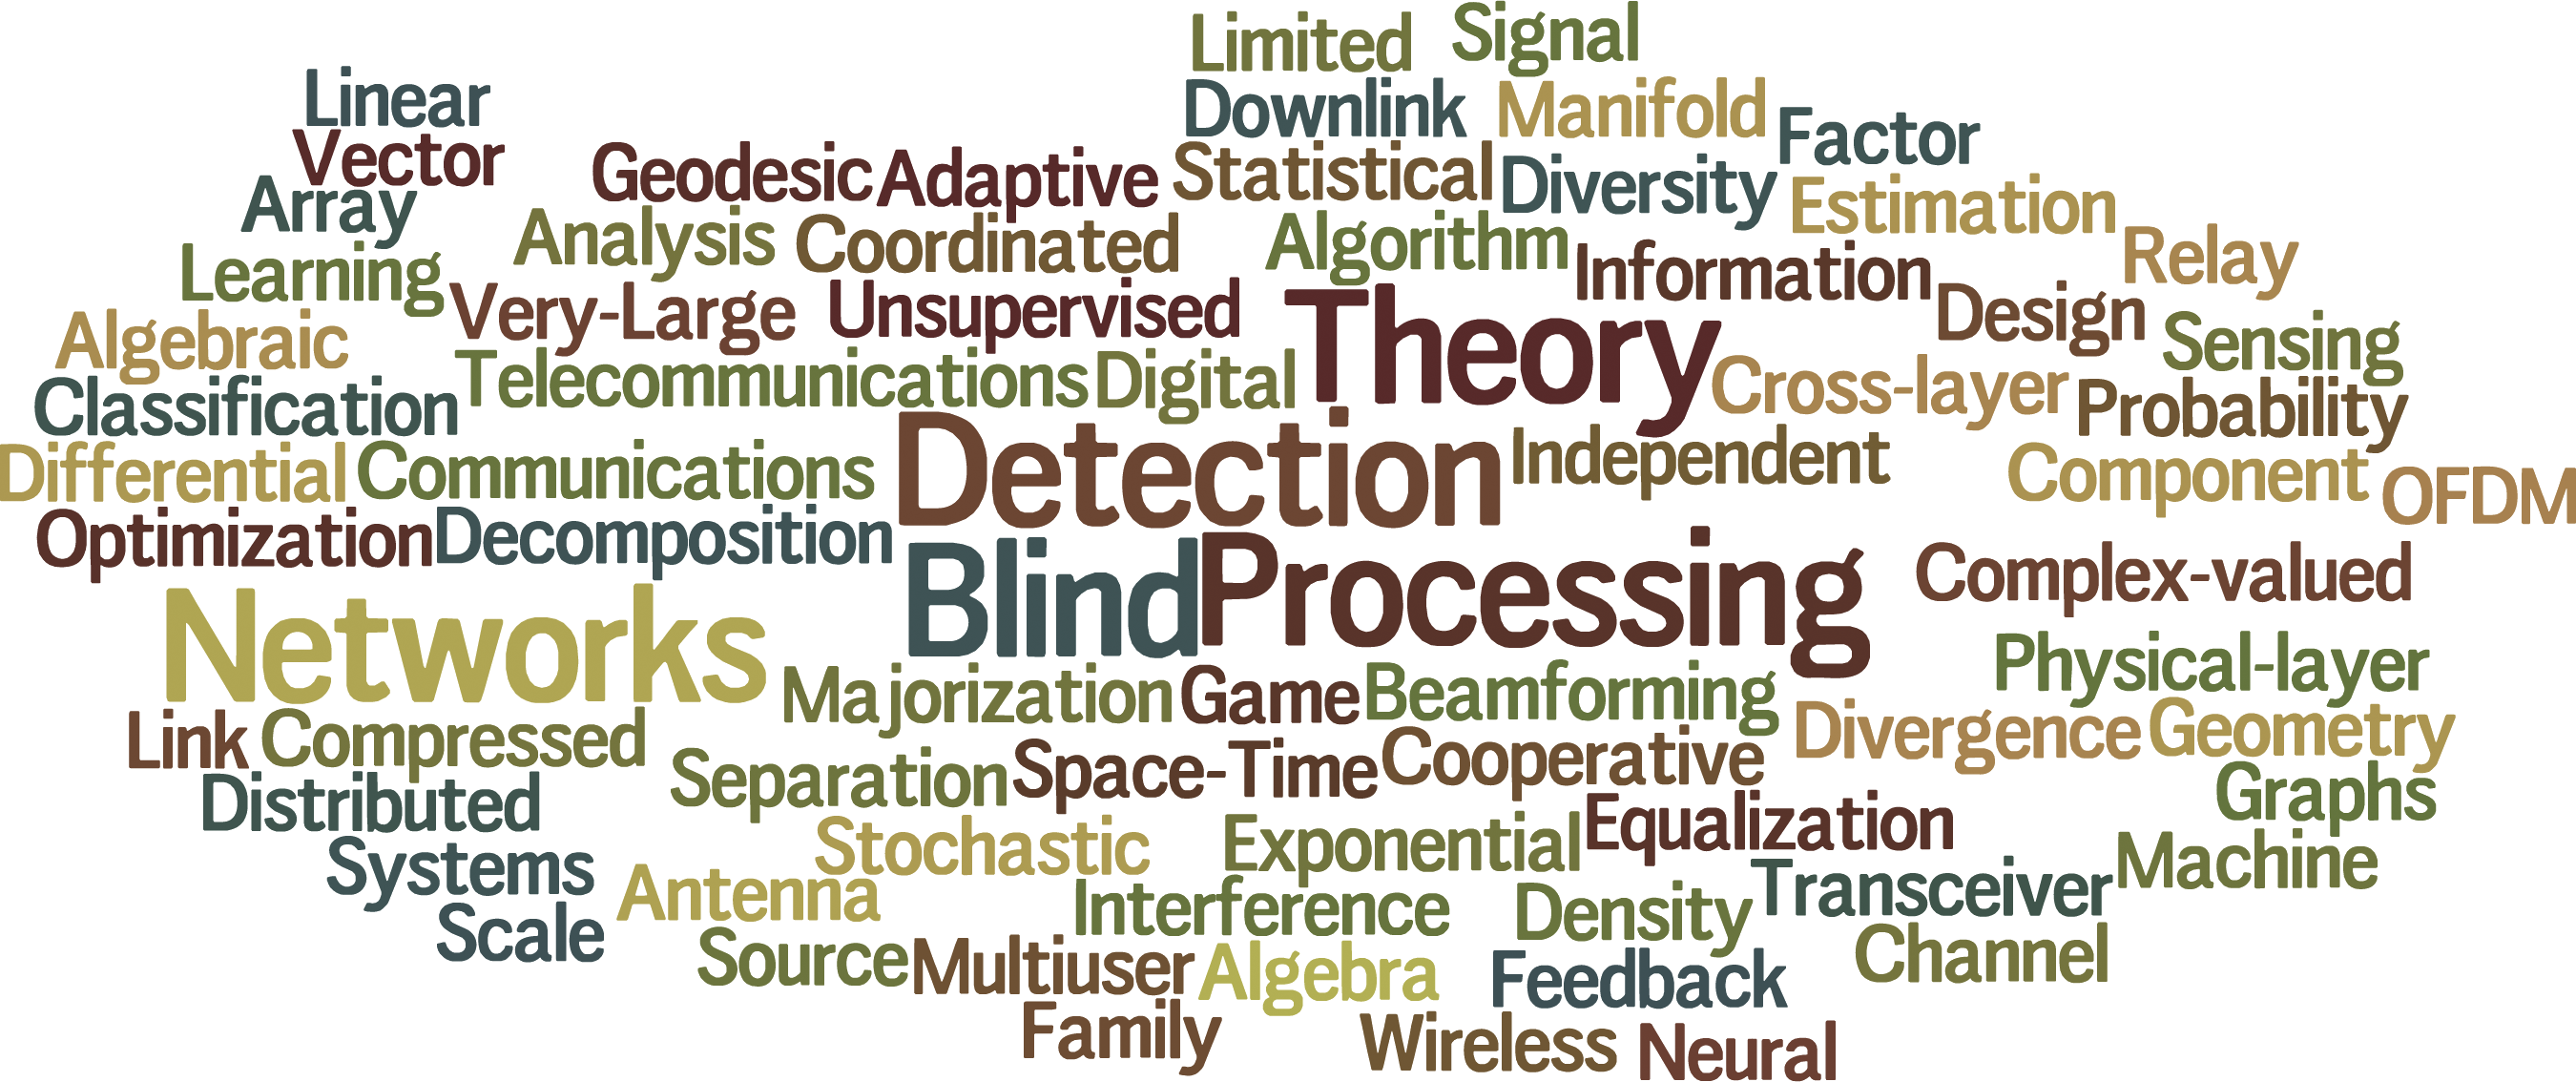 Limited Signal
Linear Downlink Manifold Factor
Vector Geodesic Adaptive Statistical Diversity
Array Analysis Coordinated Algorithm Estimation
Learning Very-Large Unsupervised Information Relay
Algebraic Telecommunications Digital Theory Design Sensing
Classification Cross-layer Probability
Differential Communications Detection Independent Component OFDM
Optimization Decomposition Blind Processing Complex-valued
Networks Majorization Game Beamforming Physical-layer
Link Compressed Separation Space-Time Cooperative Divergence Geometry
Distributed Stochastic Exponential Equalization Graphs
Systems Antenna Interference Density Transceiver Machine
Scale Source Multiuser Algebra Feedback Channel
Family Wireless Neural